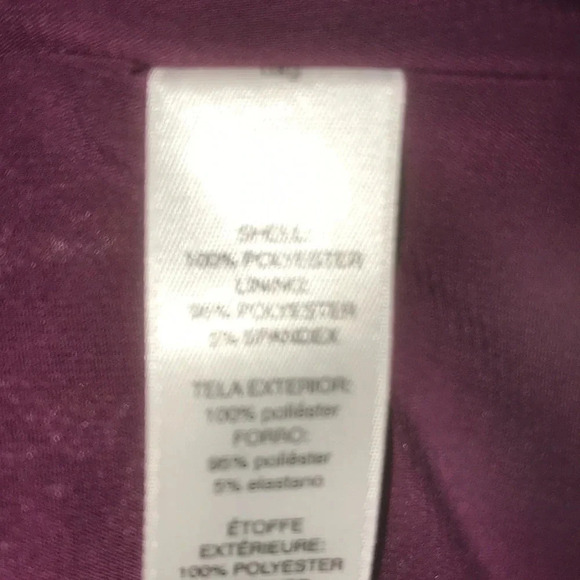 SHELL:
100% POLYESTER
LINING:
95% POLYESTER
5% SPANDEX
TELA EXTERIOR:
100% poliéster
FORRO:
95% poliéster
5% elastano
ÉTOFFE
EXTÉRIEURE:
100% POLYESTER